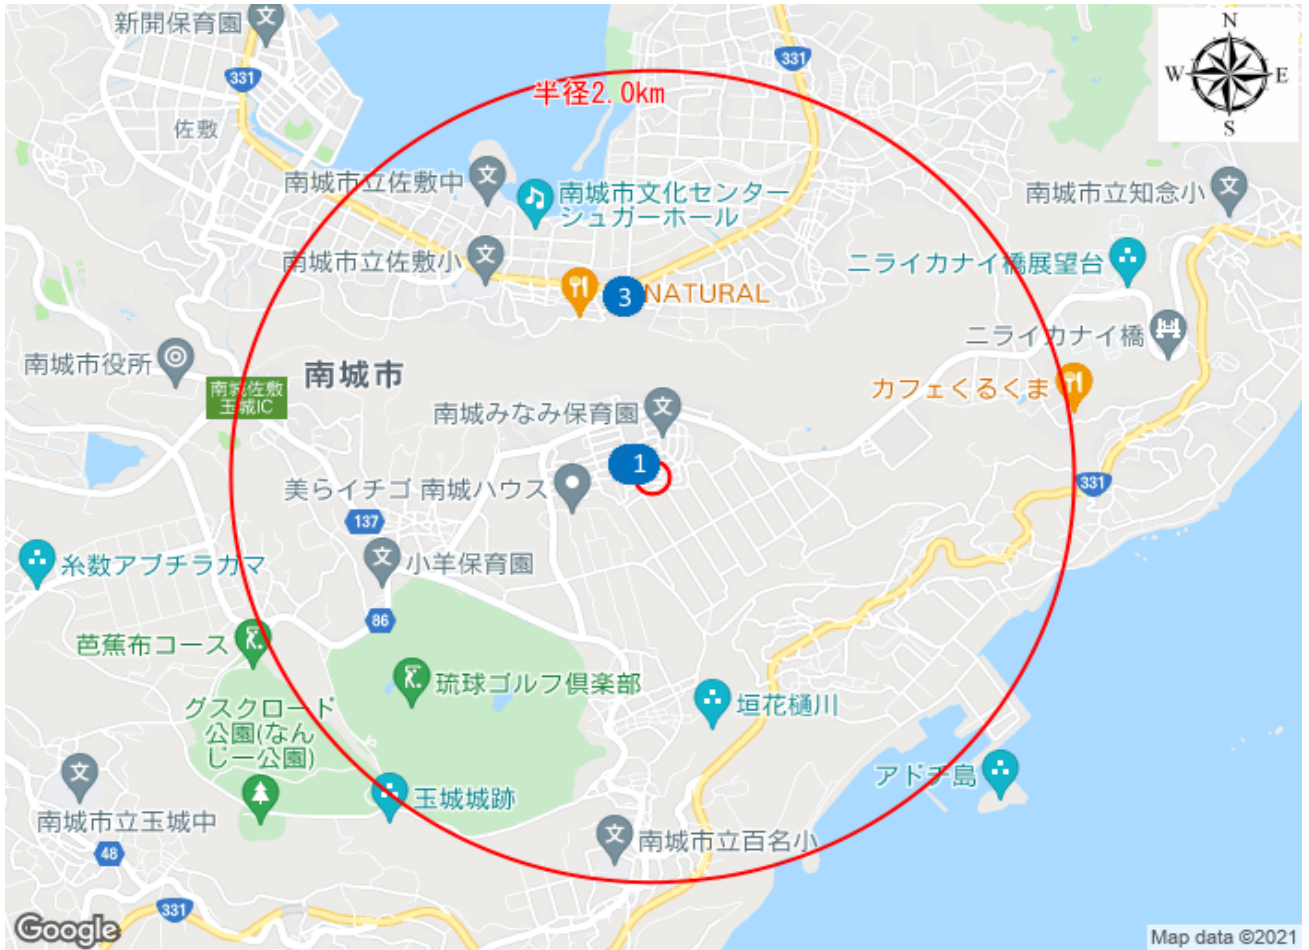 新開保育園
331
N
W
E
S
331
半径2.0km
佐敷
南城市立佐敷中
南城市文化センター
シュガーホール
南城市立知念小
南城市立佐敷小
ニライカナイ橋展望台
3
NATURAL
ニライカナイ橋
南城市役所
南城市
南城佐敷
玉城IC
カフェくるくま
南城みなみ保育園
1
美らイチゴ 南城ハウス
331
137
糸数アブチラガマ
小羊保育園
86
芭蕉布コース
琉球ゴルフ倶楽部
垣花樋川
グスクロード
公園(なん
じー公園)
アドチ島
玉城城跡
南城市立玉城中
南城市立百名小
48
331
Google
Map data ©2021